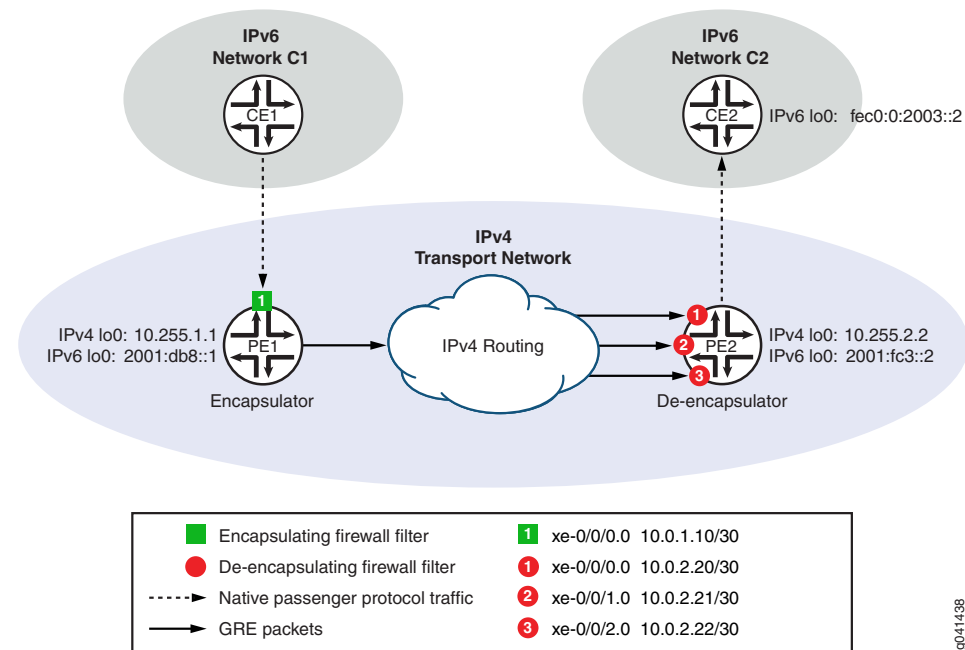 IPv6
Network C1
CE1
IPv6
Network C2
CE2
IPv6 lo0: fec0:0:2003::2
IPv4
Transport Network
1
IPv4 lo0: 10.255.1.1
IPv6 lo0: 2001:db8::1
PE1
Encapsulator
IPv4 Routing
1
2
3
PE2
IPv4 lo0: 10.255.2.2
IPv6 lo0: 2001:fc3::2
De-encapsulator
Encapsulating firewall filter
1 xe-0/0/0.0 10.0.1.10/30
De-encapsulating firewall filter
1 xe-0/0/0.0 10.0.2.20/30
Native passenger protocol traffic
2 xe-0/0/1.0 10.0.2.21/30
GRE packets
3 xe-0/0/2.0 10.0.2.22/30
g041438